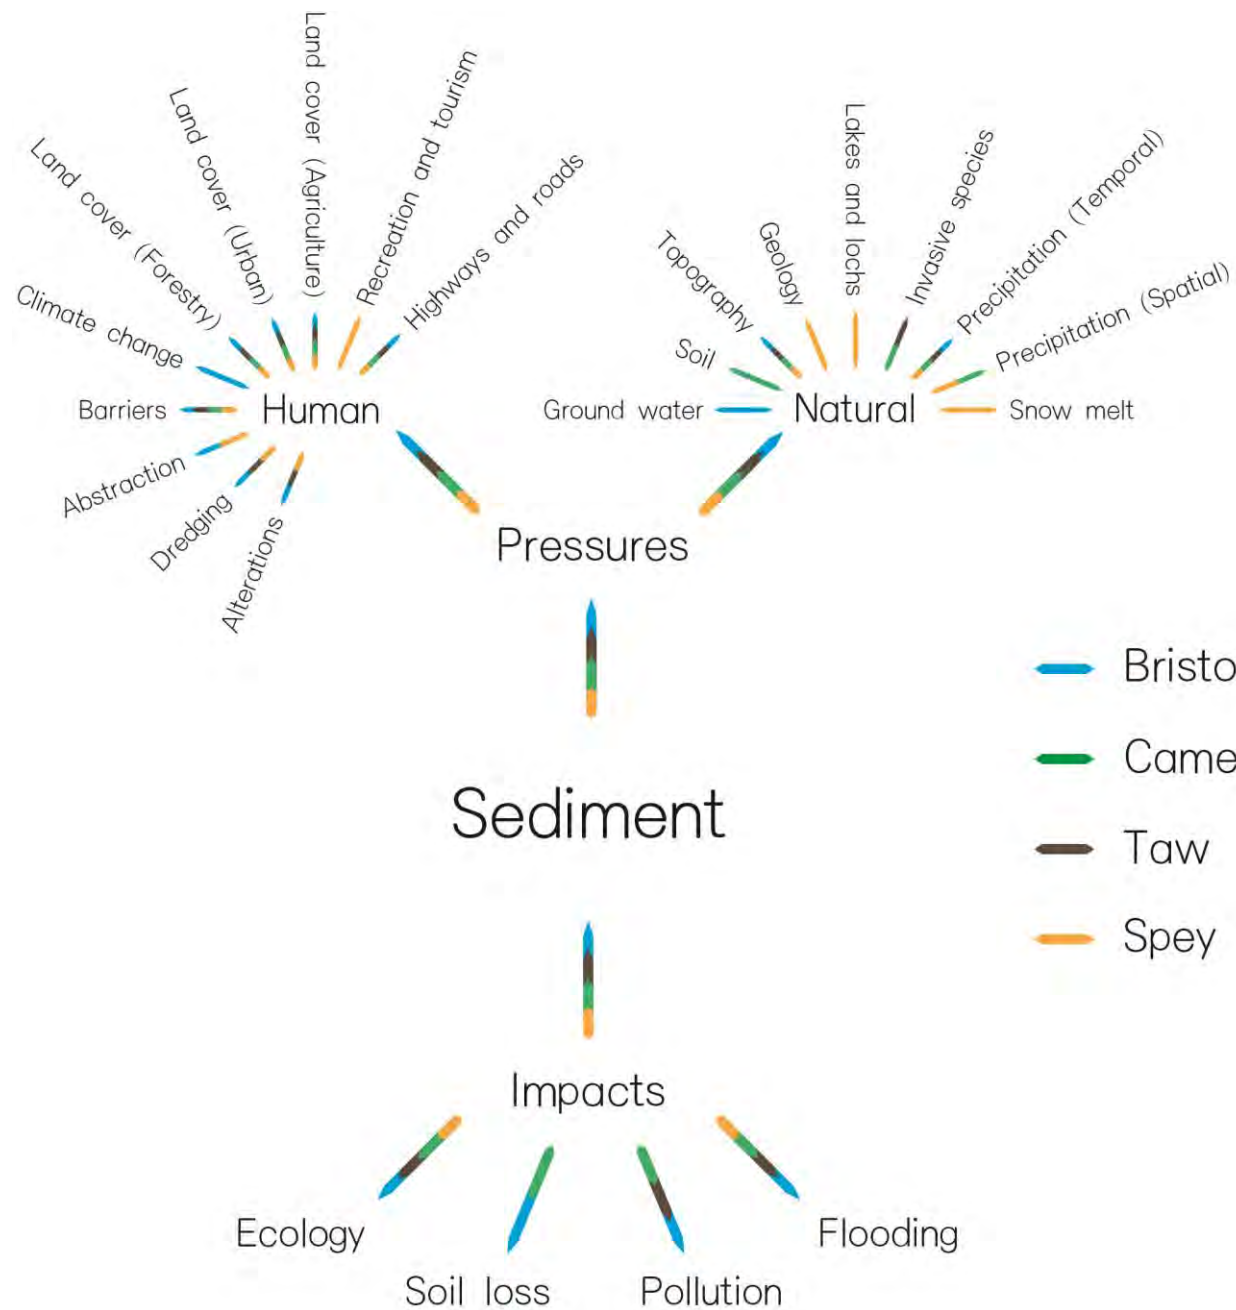 Land cover (Agriculture)
Recreation and tourism
Land cover (Urban)
Land cover (Forestry)
Highways and roads
Climate change
Barriers
Human
Abstraction
Dredging
Alterations
Lakes and lochs
Invasive species
Geology
Precipitation (Temporal)
Topography
Precipitation (Spatial)
Soil
Ground water
Natural
Snow melt
Pressures
Sediment
Bristo
Came
Taw
Spey
Impacts
Ecology
Flooding
Soil loss
Pollution